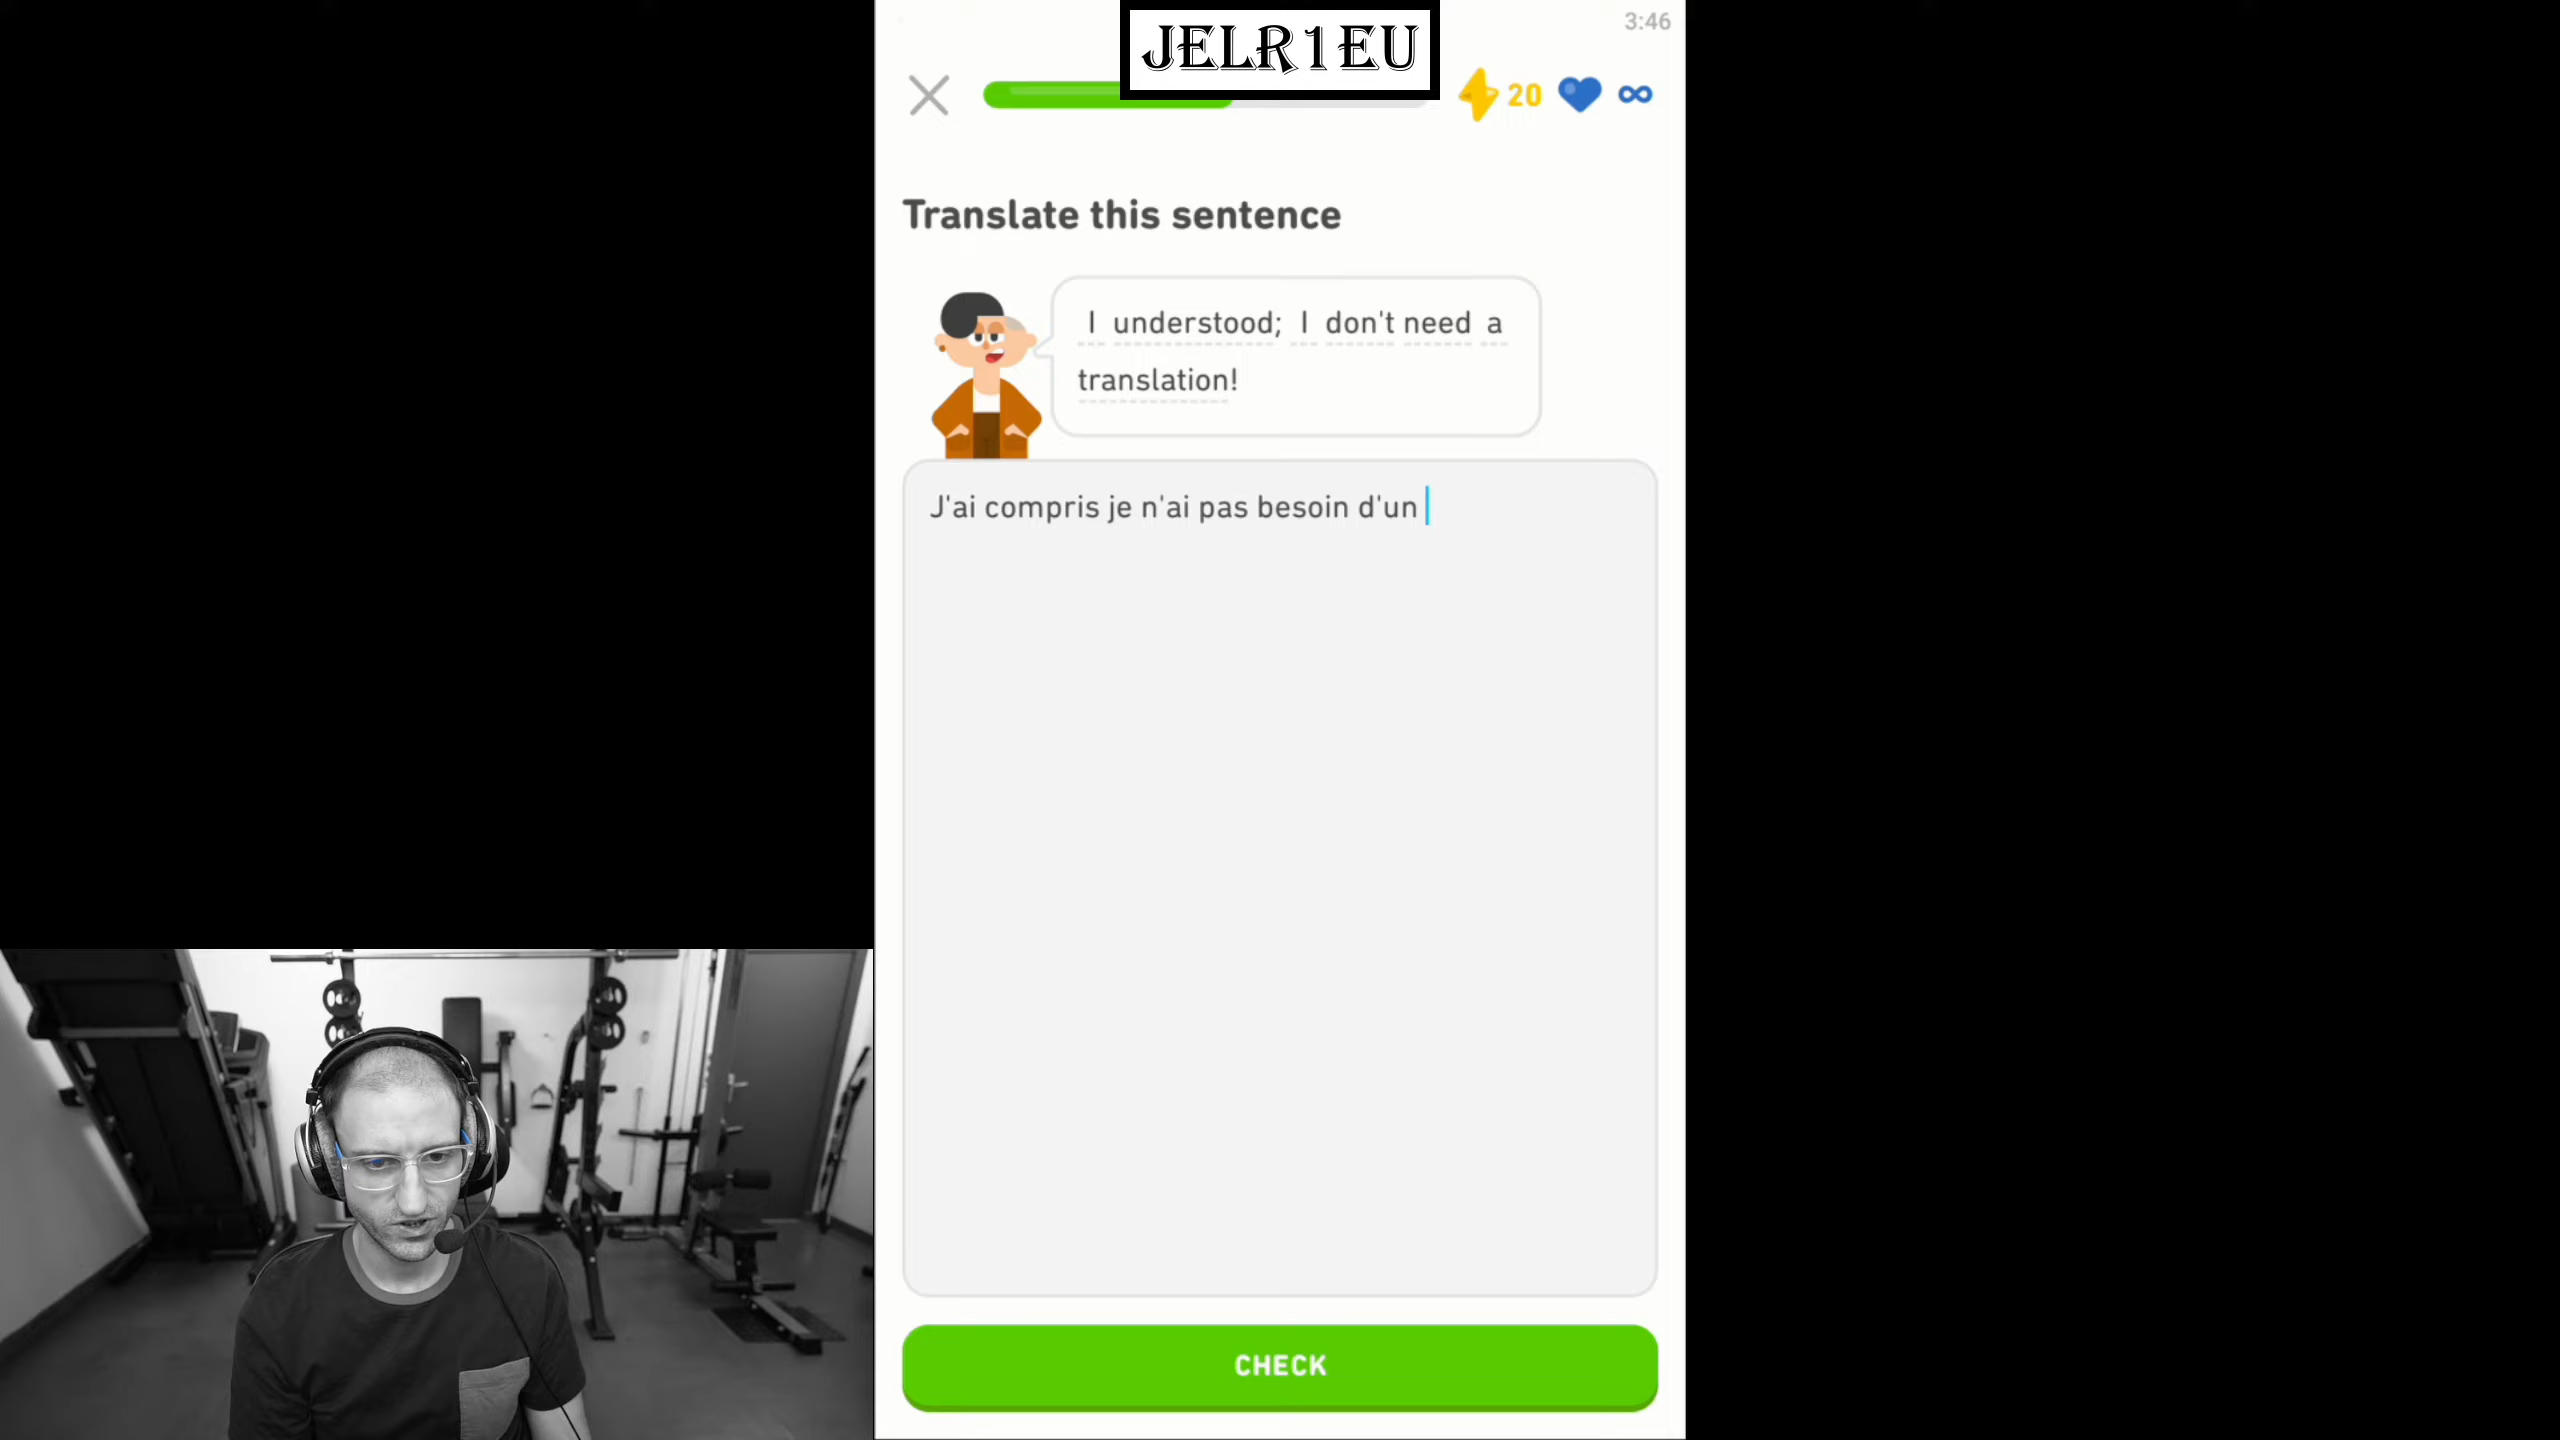 JELR1EU
3:46
20
Translate this sentence
I understood; I don't need a
translation!
J'ai compris je n'ai pas besoin d'un
CHECK